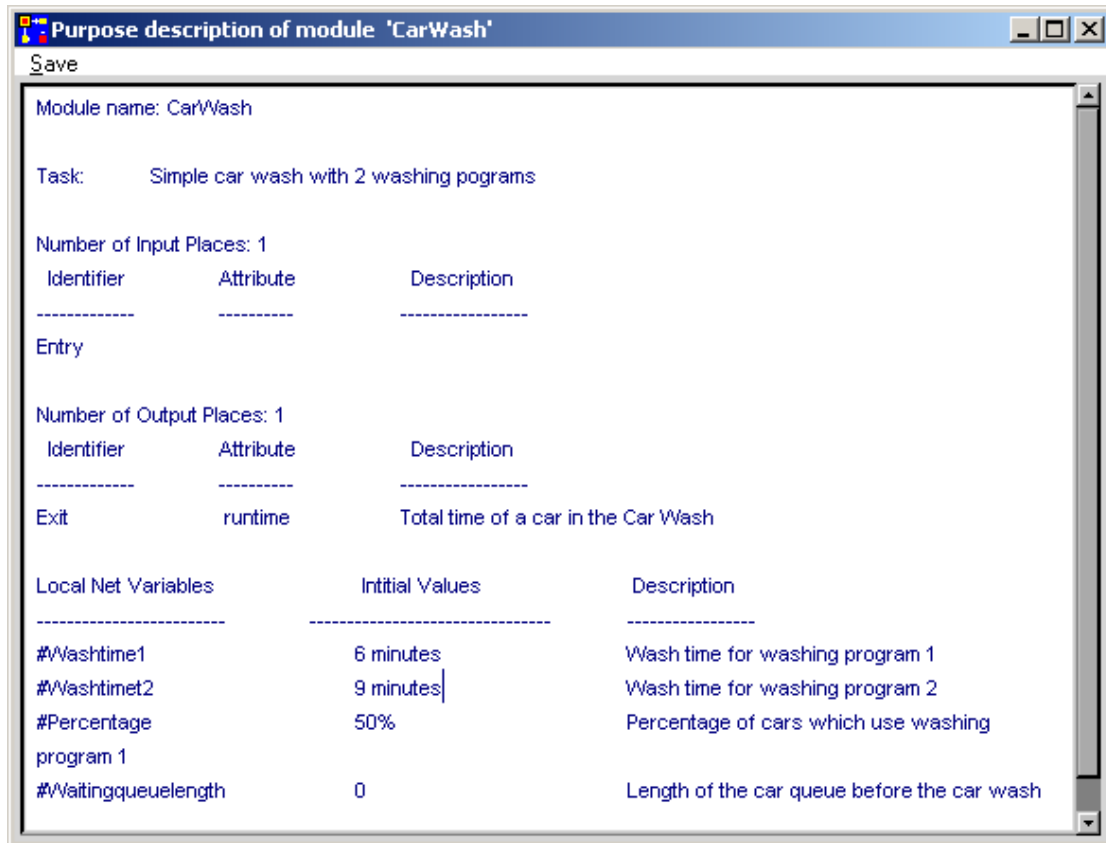 Purpose description of module 'CarWash'
Save
Module name: CarWash
Task: Simple car wash with 2 washing pograms
Number of Input Places: 1
Identifier Attribute Description
------------- ---------- -----------------
Entry
Number of Output Places: 1
Identifier Attribute Description
------------- ---------- -----------------
Exit runtime Total time of a car in the Car Wash
Local Net Variables Intitial Values Description
------------------------- -------------------------------- -----------------
#Washtime1 6 minutes Wash time for washing program 1
#Washtimet2 9 minutes Wash time for washing program 2
#Percentage 50% Percentage of cars which use washing
program 1
#Waitingqueuelength 0 Length of the car queue before the car wash